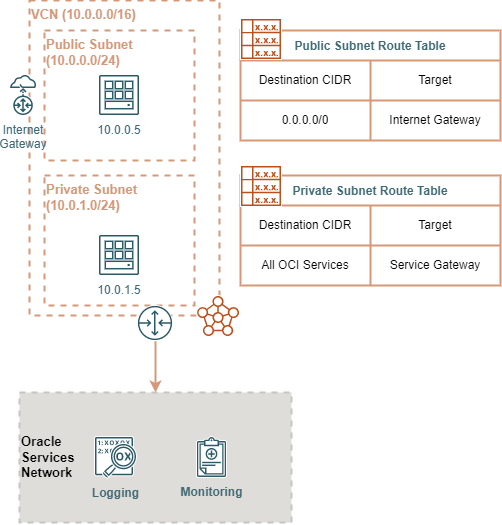 VCN (10.0.0.0/16)
Public Subnet
(10.0.0.0/24)
10.0.0.5
Internet
Gateway
Private Subnet
(10.0.1.0/24)
10.0.1.5
x.x.x.
x.x.x.
x.x.x.
Public Subnet Route Table
Destination CIDR
Target
0.0.0.0/0
Internet Gateway
x.x.x.
x.x.x.
x.x.x.
Private Subnet Route Table
Destination CIDR
Target
All OCI Services
Service Gateway
Oracle
Services
Network
1:XOXOX
2:X
OX
Logging
Monitoring